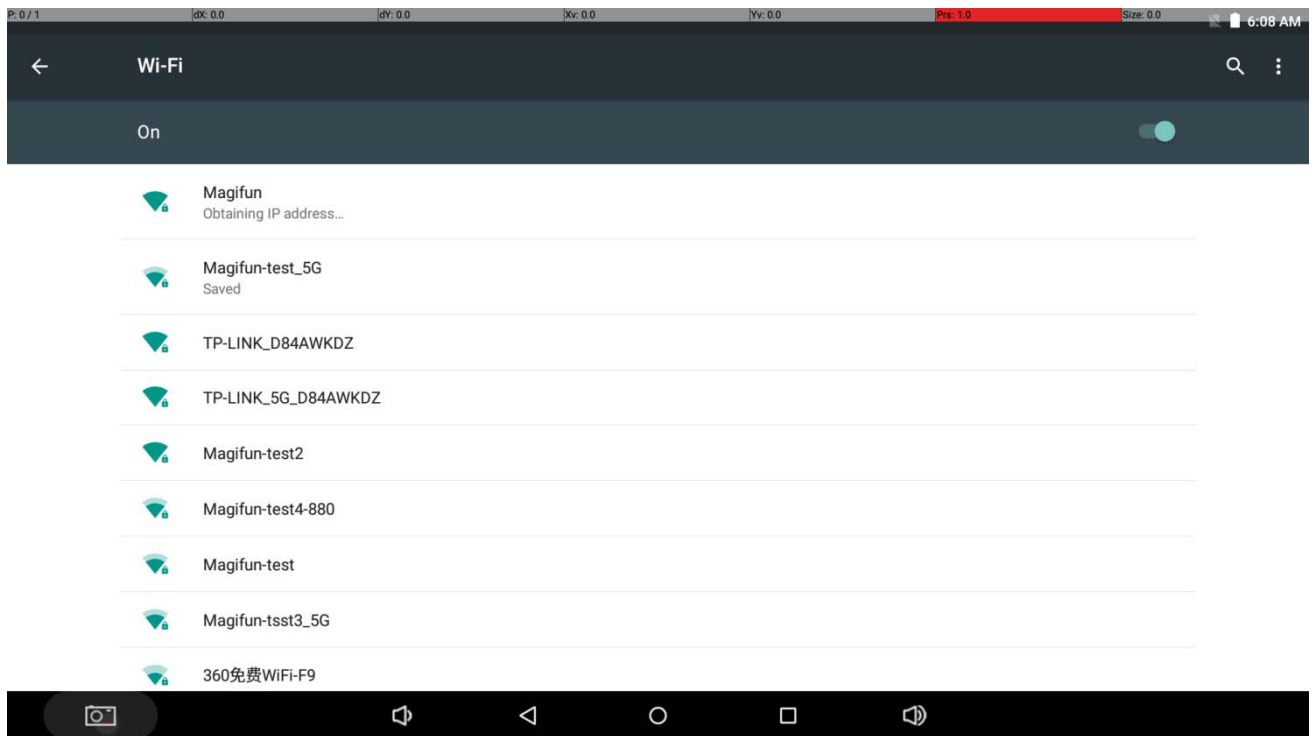 P: 0 / 1 dX: 0.0 dY: 0.0 Xv: 0.0 Yv: 0.0 Prs: 1.0 Size: 0.0
6:08 AM
Wi-Fi
On
Magifun
Obtaining IP address…
Magifun-test_5G
Saved
TP-LINK_D84AWKDZ
TP-LINK_5G_D84AWKDZ
Magifun-test2
Magifun-test4-880
Magifun-test
Magifun-tsst3_5G
360免费WiFi-F9